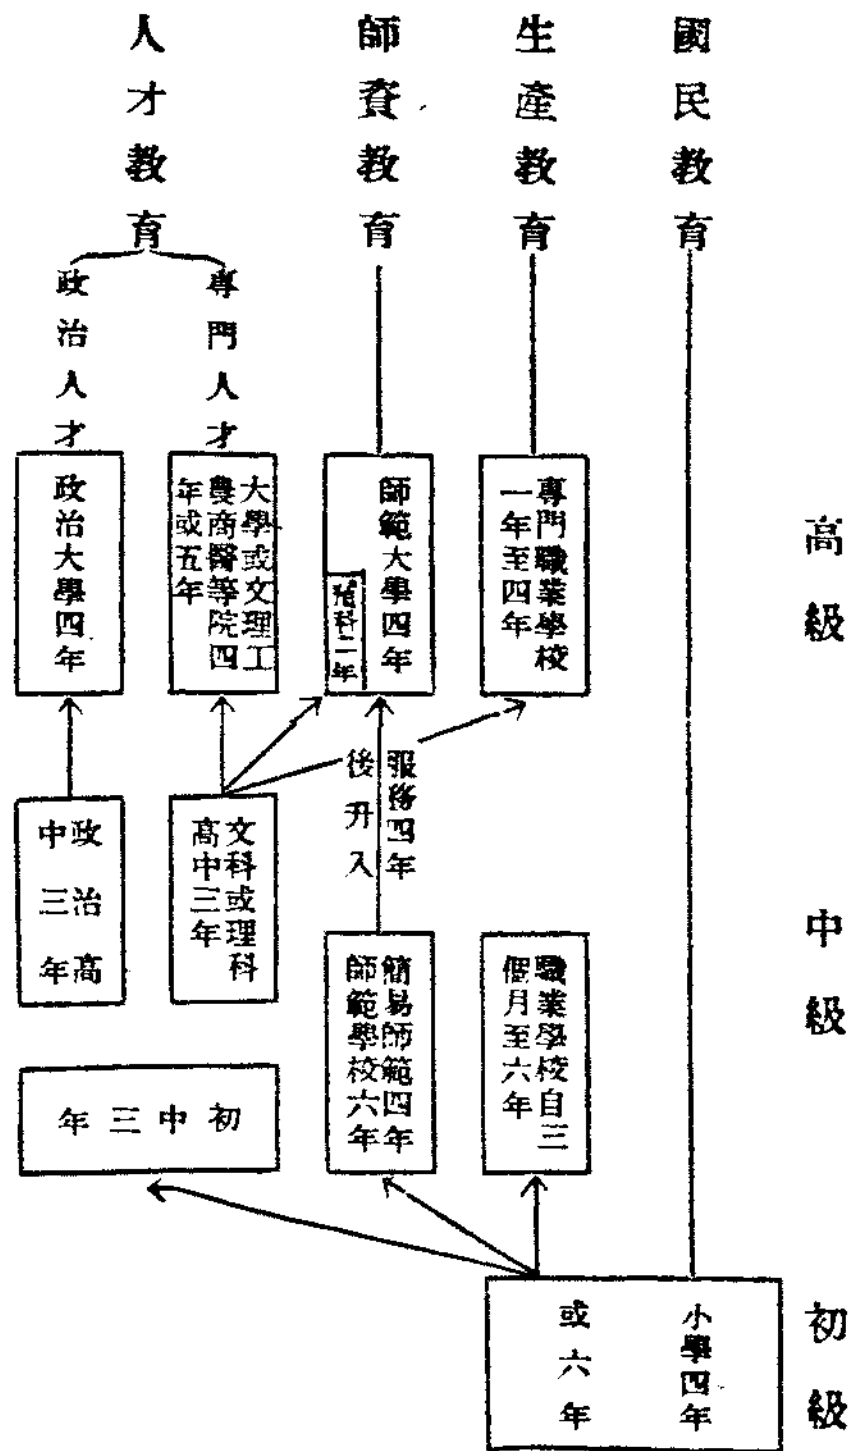 國民教育
生產教育
師資教育
人才教育
專門人才
政治人才
高級
專門職業學校
一年至四年
師範大學四年
預科二年
大學或文理工
農商醫等院四
年或五年
政治大學四年
中級
服務四年
後升入
文科或理科
高中三年
政治高
中三年
職業學校自三
個月至六年
簡易師範四年
師範學校六年
初中三年
初級
小學四年
或六年